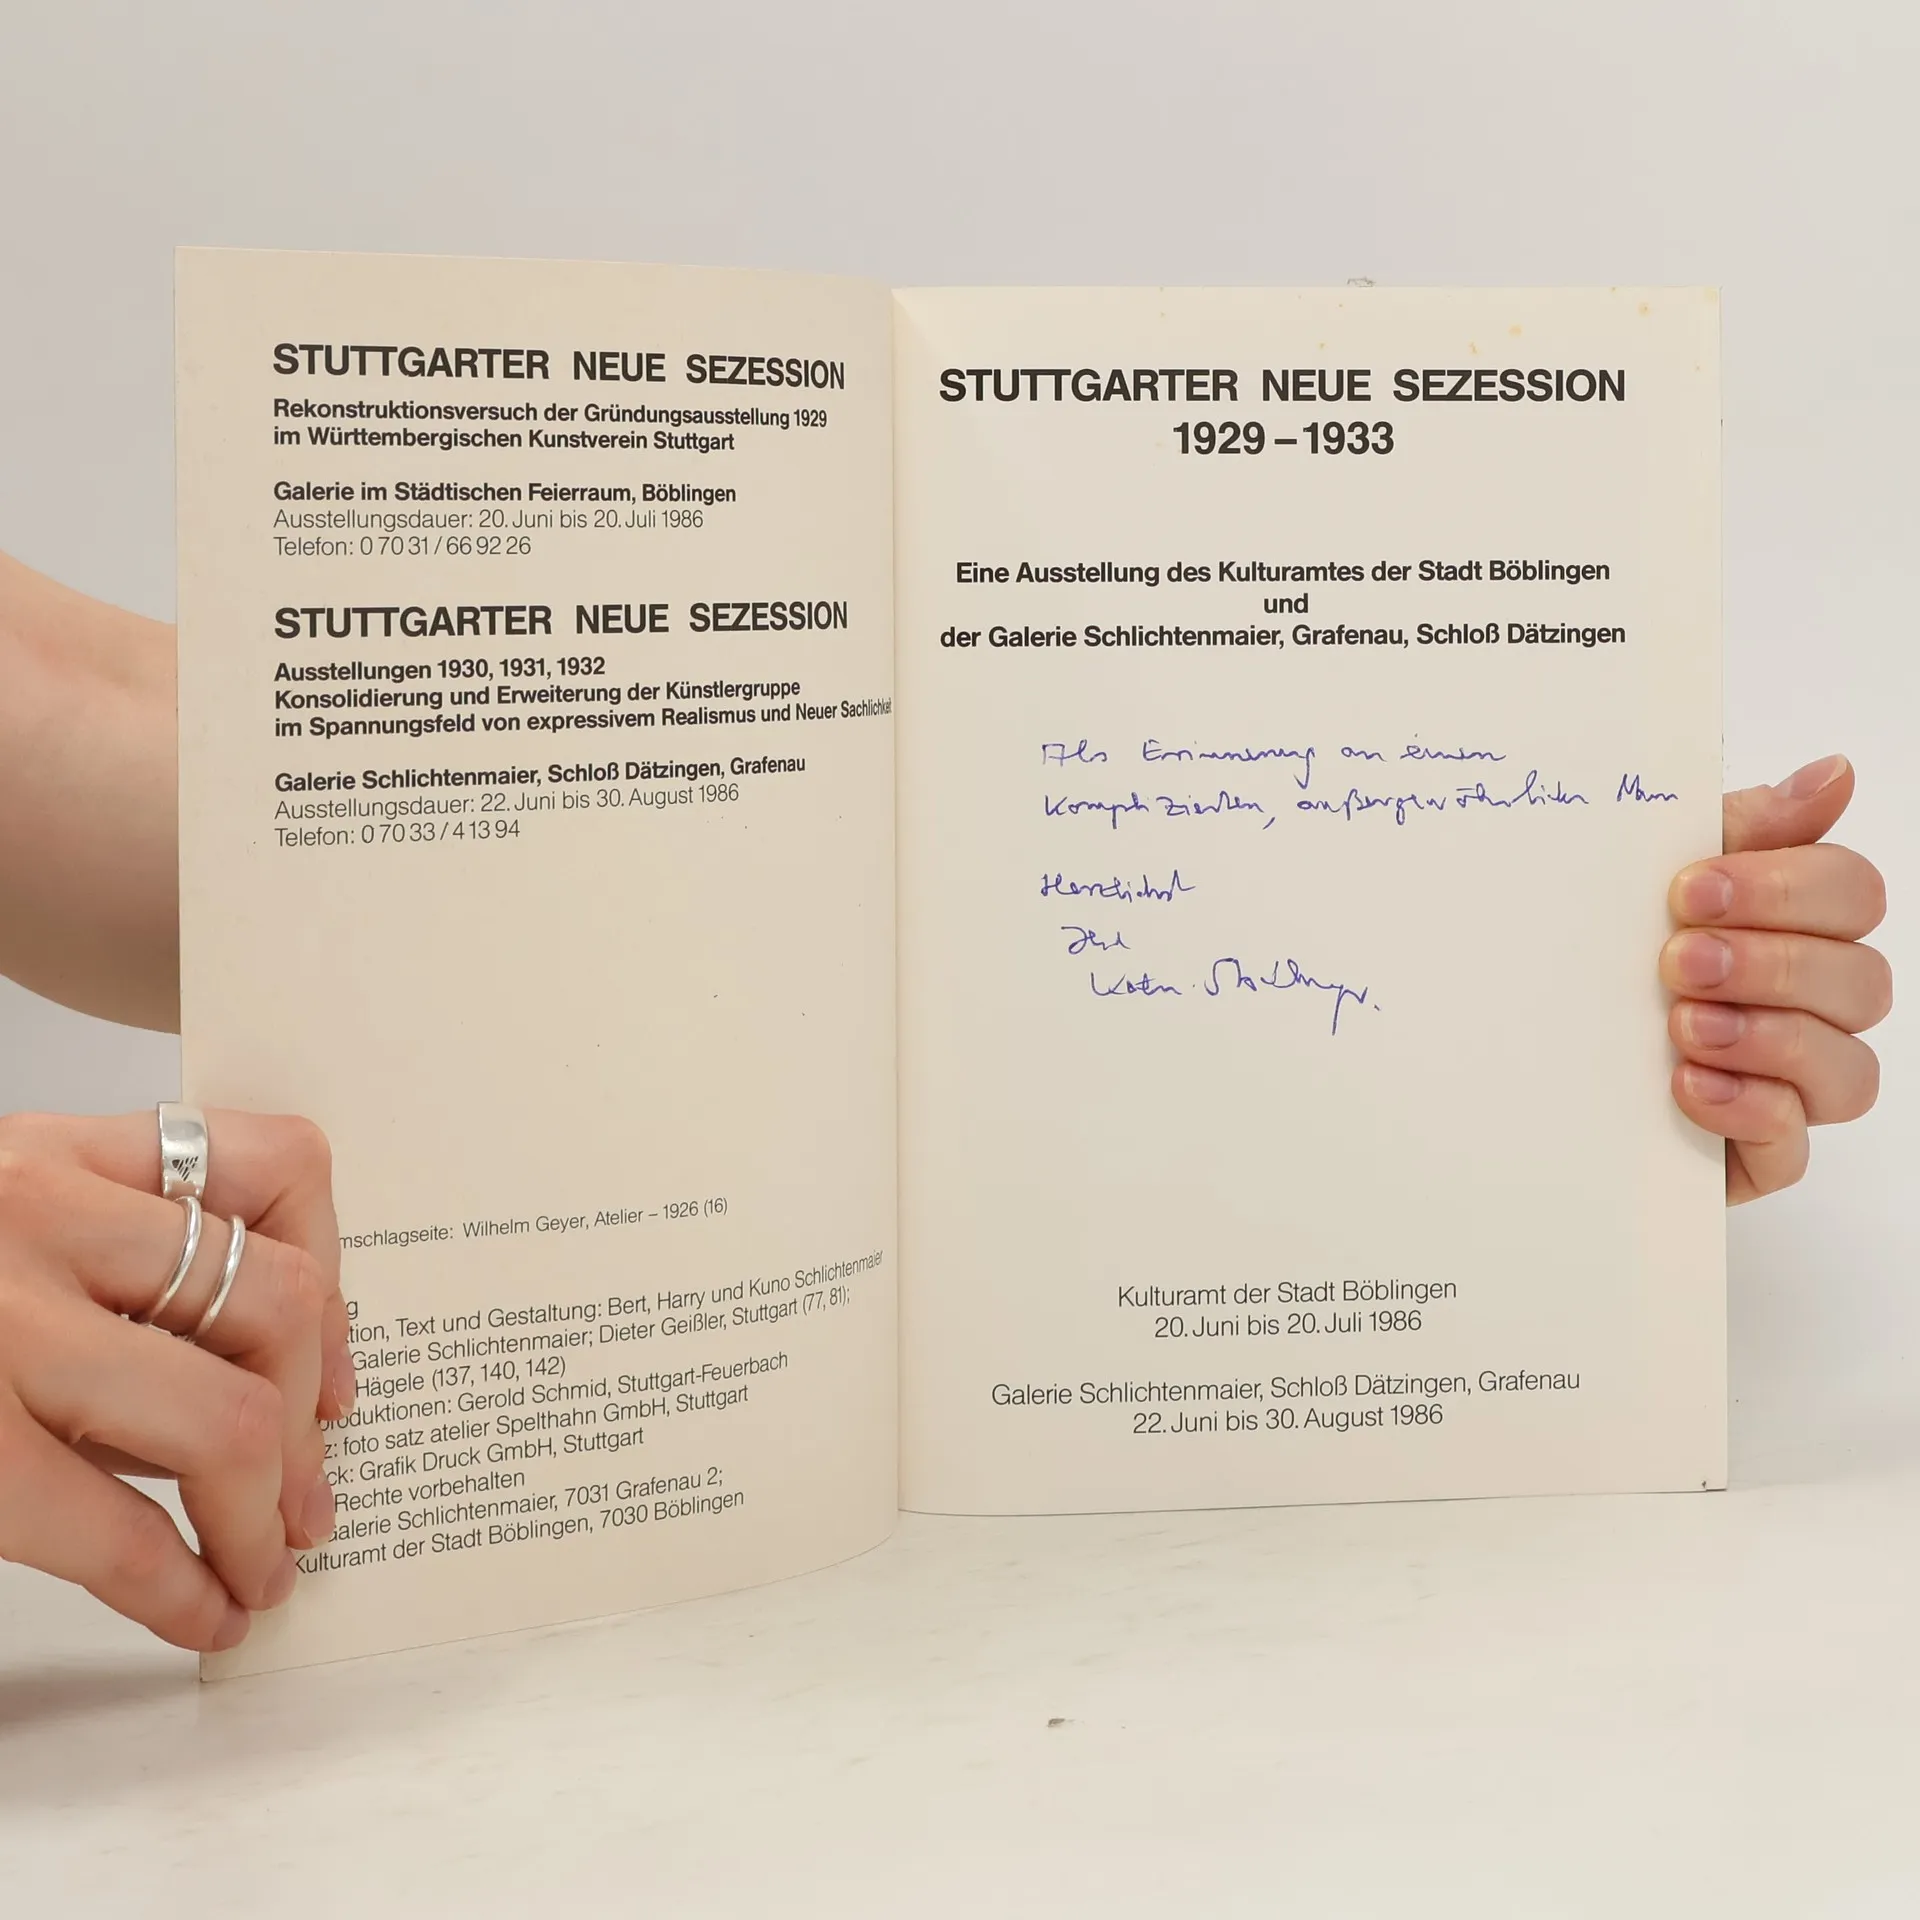 STUTTGARTER NEUE SEZESSION
Rekonstruktionsversuch der Gründungsausstellung 1929
im Württembergischen Kunstverein Stuttgart
Galerie im Städtischen Feierraum, Böblingen
Ausstellungsdauer: 20. Juni bis 20. Juli 1986
Telefon: 0 70 31 / 66 92 26
STUTTGARTER NEUE SEZESSION
Ausstellungen 1930, 1931, 1932
Konsolidierung und Erweiterung der Künstlergruppe
im Spannungsfeld von expressivem Realismus und Neuer Sachlichkeit
Galerie Schlichtenmaier, Schloß Dätzingen, Grafenau
Ausstellungsdauer: 22. Juni bis 30. August 1986
Telefon: 0 70 33 / 4 13 94
mschlagseite: Wilhelm Geyer, Atelier – 1926 (16)
g
tion, Text und Gestaltung: Bert, Harry und Kuno Schlichtenmaier
Galerie Schlichtenmaier; Dieter Geißler, Stuttgart (77, 81);
Hägele (137, 140, 142)
produktionen: Gerold Schmid, Stuttgart-Feuerbach
z: foto satz atelier Spelthahn GmbH, Stuttgart
ck: Grafik Druck GmbH, Stuttgart
Rechte vorbehalten
Galerie Schlichtenmaier, 7031 Grafenau 2;
Kulturamt der Stadt Böblingen, 7030 Böblingen
STUTTGARTER NEUE SEZESSION
1929 – 1933
Eine Ausstellung des Kulturamtes der Stadt Böblingen
und
der Galerie Schlichtenmaier, Grafenau, Schloß Dätzingen
Als Erinnerung an einen
komplizierten, außergewöhnlichen Mann
Herzlichst
Kulturamt der Stadt Böblingen
20. Juni bis 20. Juli 1986
Galerie Schlichtenmaier, Schloß Dätzingen, Grafenau
22. Juni bis 30. August 1986